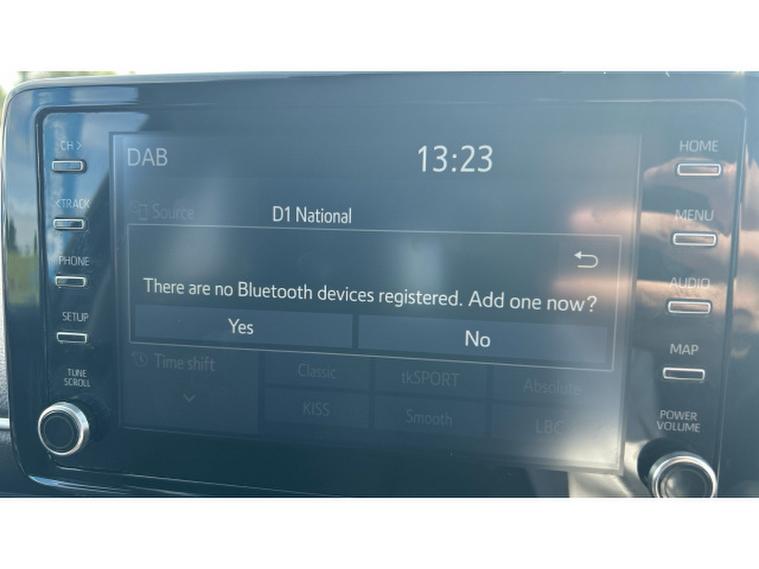 CH >
DAB
13:23
HOME
<TRACK
Source
D1 National
MENU
PHONE
There are no Bluetooth devices registered. Add one now?
AUDIO
SETUP
Yes
No
MAP
TUNE
SCROLL
Time shift
Classic
tkSPORT
Absolute
KISS
Smooth
LBC
POWER
VOLUME